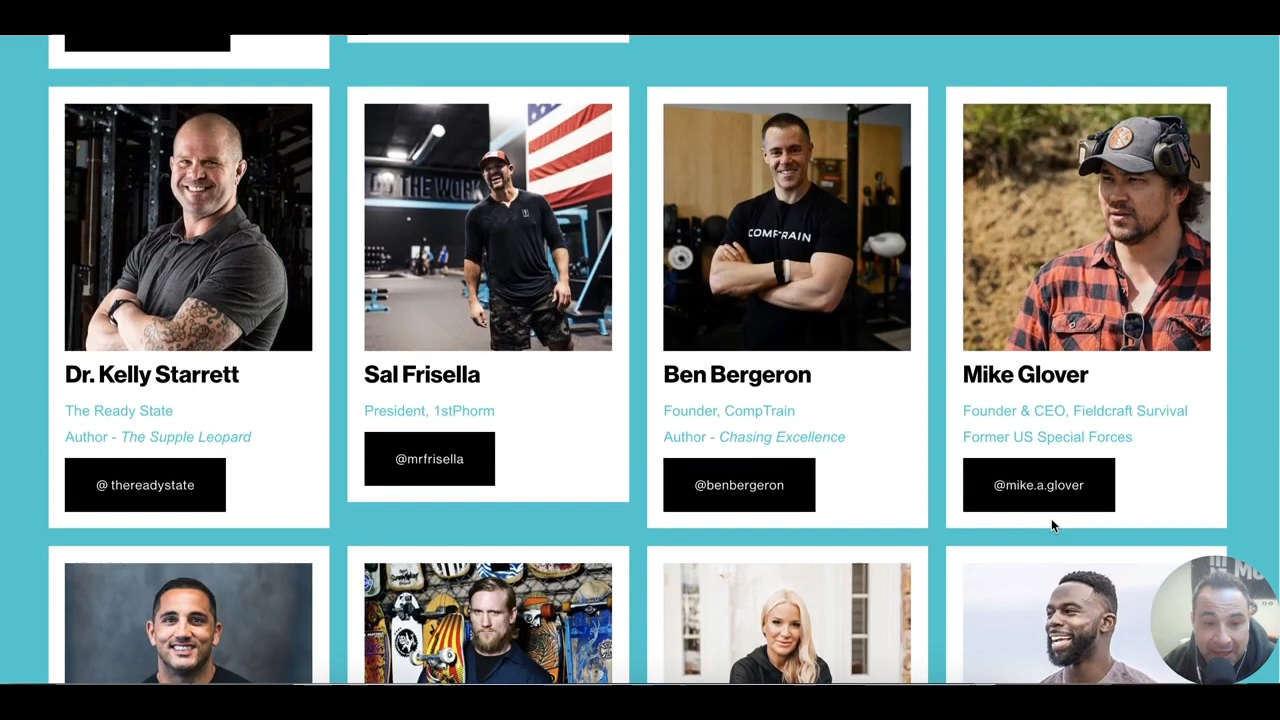 DO THE WORK
COMPTRAIN
Dr. Kelly Starrett
The Ready State
Author - The Supple Leopard
@ thereadystate
Sal Frisella
President, 1stPhorm
@mrfrisella
Ben Bergeron
Founder, CompTrain
Author - Chasing Excellence
@benbergeron
Mike Glover
Founder & CEO, Fieldcraft Survival
Former US Special Forces
@mike.a.glover